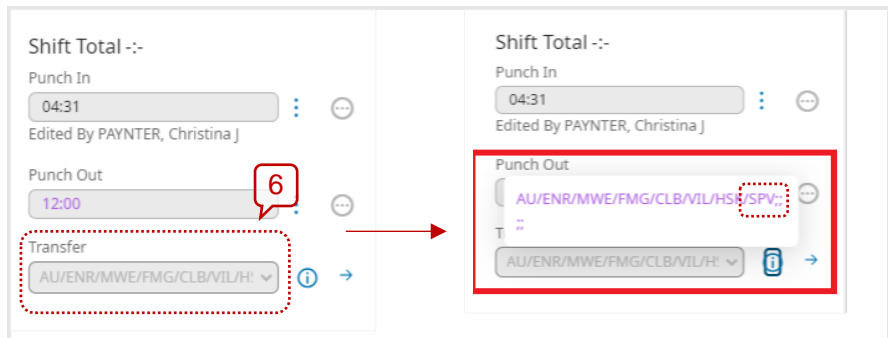 Shift Total -:-
Punch In
04:31
Edited By PAYNTER, Christina J
Punch Out
12:00
6
Transfer
AU/ENR/MWE/FMG/CLB/VIL/H
Shift Total -:-
Punch In
04:31
Edited By PAYNTER, Christina J
Punch Out
AU/ENR/MWE/FMG/CLB/VIL/HSK/SPV;;
;;
T
AU/ENR/MWE/FMG/CLB/VIL/H